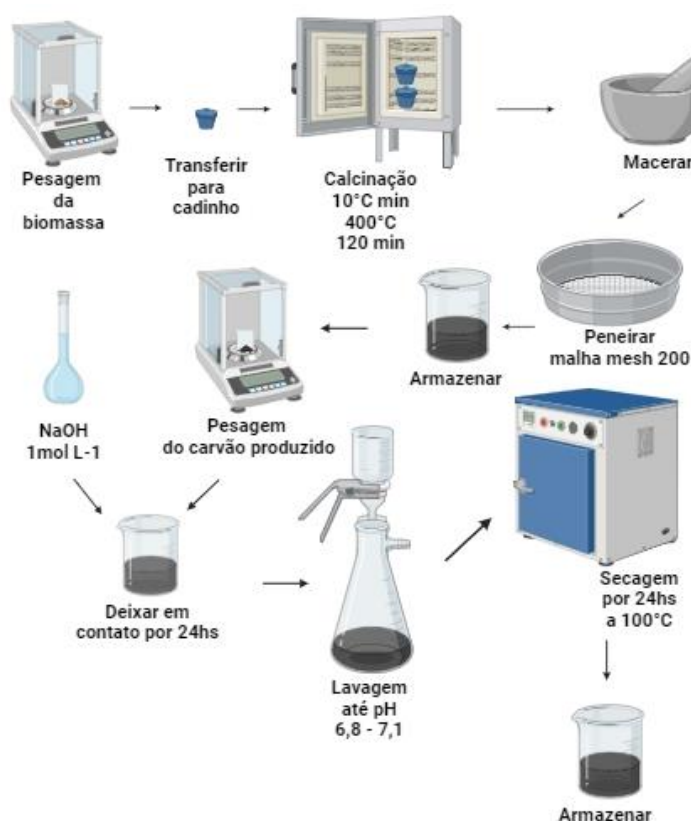 Pesagem
da
biomassa
Transferir
para
cadinho
Calcinação
10°C min
400°C
120 min
Macerar
Peneirar
malha mesh 200
Armazenar
Pesagem
do carvão produzido
NaOH
1mol L-1
Deixar em
contato por 24hs
Lavagem
até pH
6,8 - 7,1
Secagem
por 24hs
a 100°C
Armazenar